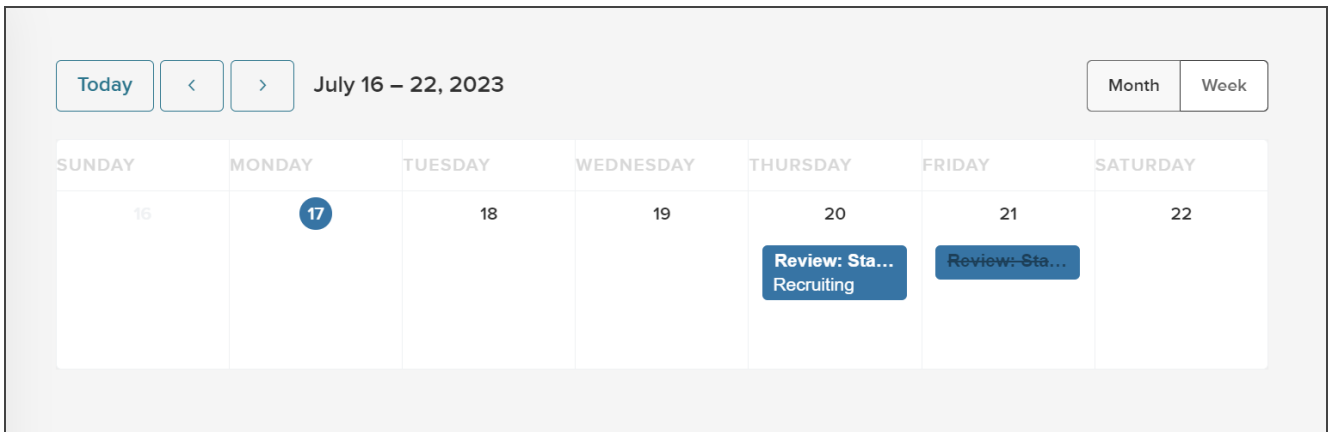 Today < > July 16 – 22, 2023 Month Week
SUNDAY MONDAY TUESDAY WEDNESDAY THURSDAY FRIDAY SATURDAY
16 17 18 19 20 21 22
Review: Sta... Review: Sta...
Recruiting